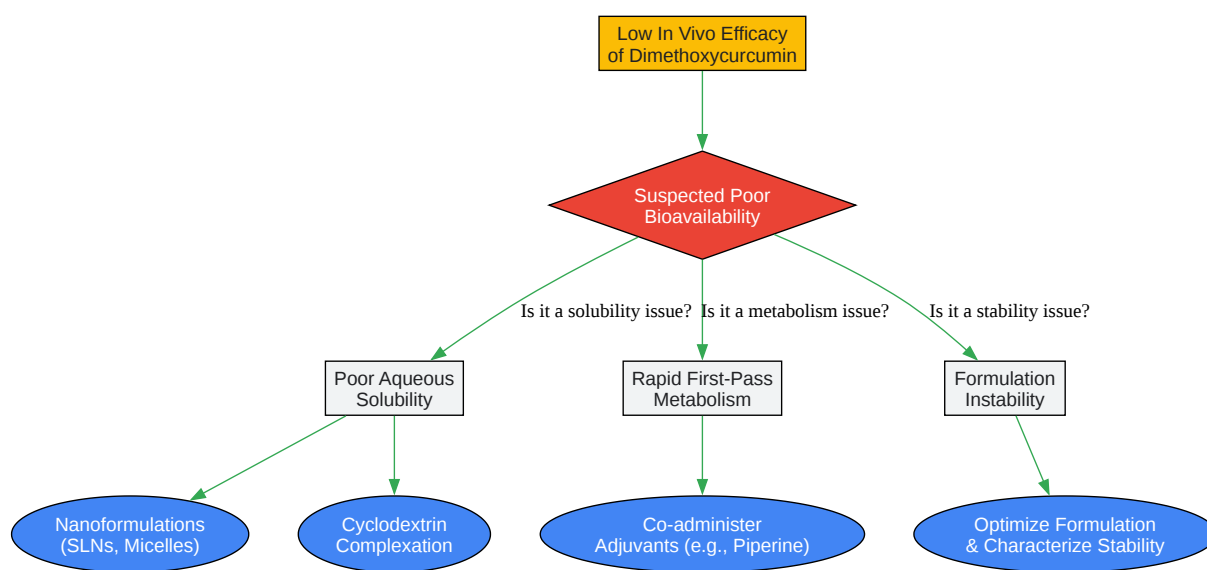 Low In Vivo Efficacy
of Dimethoxycurcumin
Suspected Poor
Bioavailability
Is it a solubility issue?
Is it a metabolism issue?
Is it a stability issue?
Poor Aqueous
Solubility
Rapid First-Pass
Metabolism
Formulation
Instability
Nanoformulations
(SLNs, Micelles)
Cyclodextrin
Complexation
Co-administer
Adjuvants (e.g., Piperine)
Optimize Formulation
& Characterize Stability